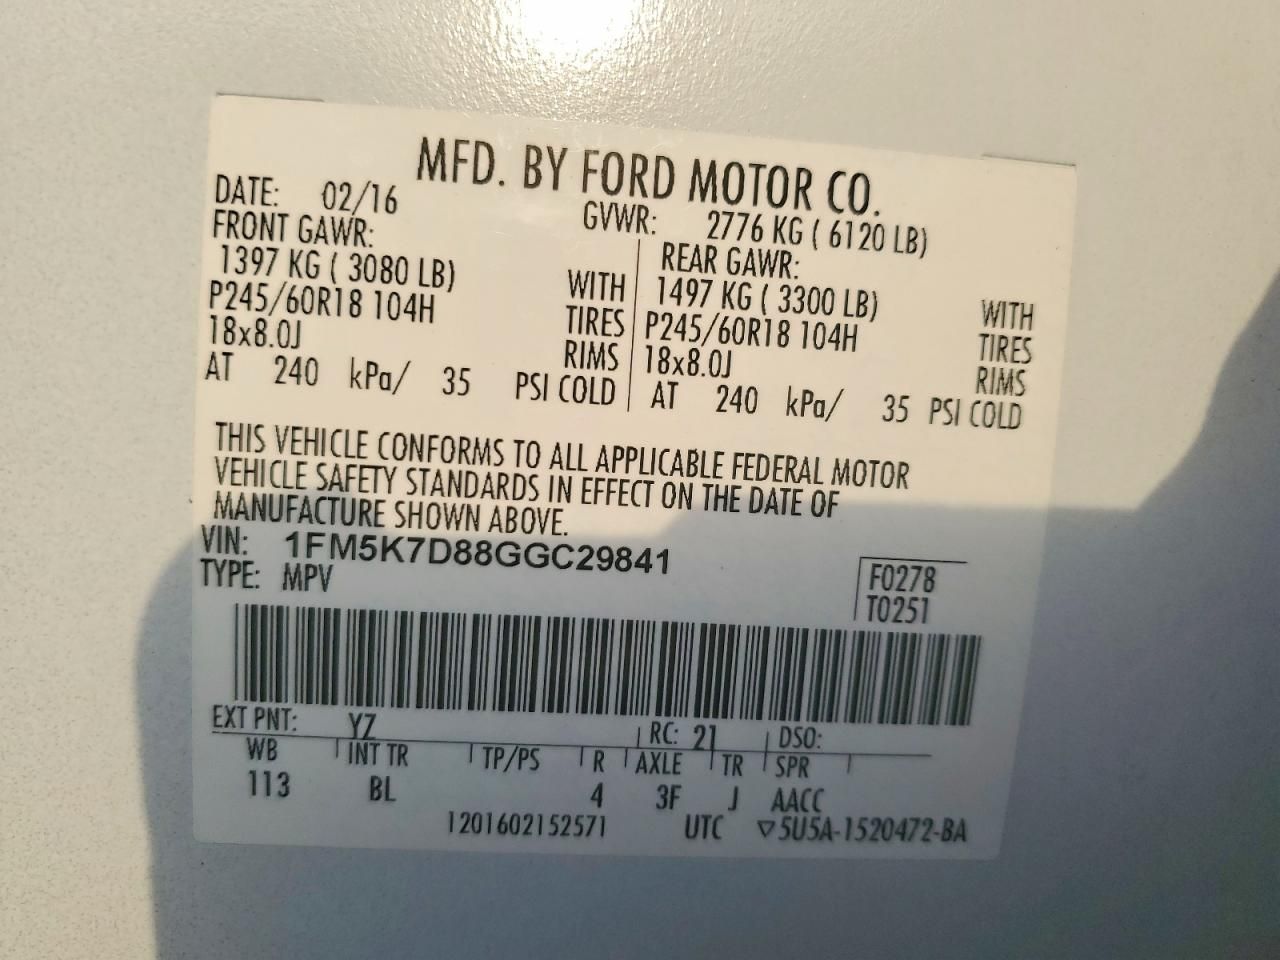 MFD. BY FORD MOTOR CO.
DATE: 02/16 GVWR: 2776 KG ( 6120 LB)
FRONT GAWR: REAR GAWR:
1397 KG ( 3080 LB) WITH 1497 KG ( 3300 LB) WITH
P245/60R18 104H TIRES P245/60R18 104H TIRES
18x8.0J RIMS 18x8.0J RIMS
AT 240 kPa/ 35 PSI COLD AT 240 kPa/ 35 PSI COLD
THIS VEHICLE CONFORMS TO ALL APPLICABLE FEDERAL MOTOR
VEHICLE SAFETY STANDARDS IN EFFECT ON THE DATE OF
MANUFACTURE SHOWN ABOVE.
VIN: 1FM5K7D88GGC29841
TYPE: MPV
F0278
T0251
EXT PNT: YZ RC: 21 DSO:
WB INT TR TP/PS R AXLE TR SPR
113 BL 4 3F J AACC
1201602152571 UTC ▽5U5A-1520472-BA